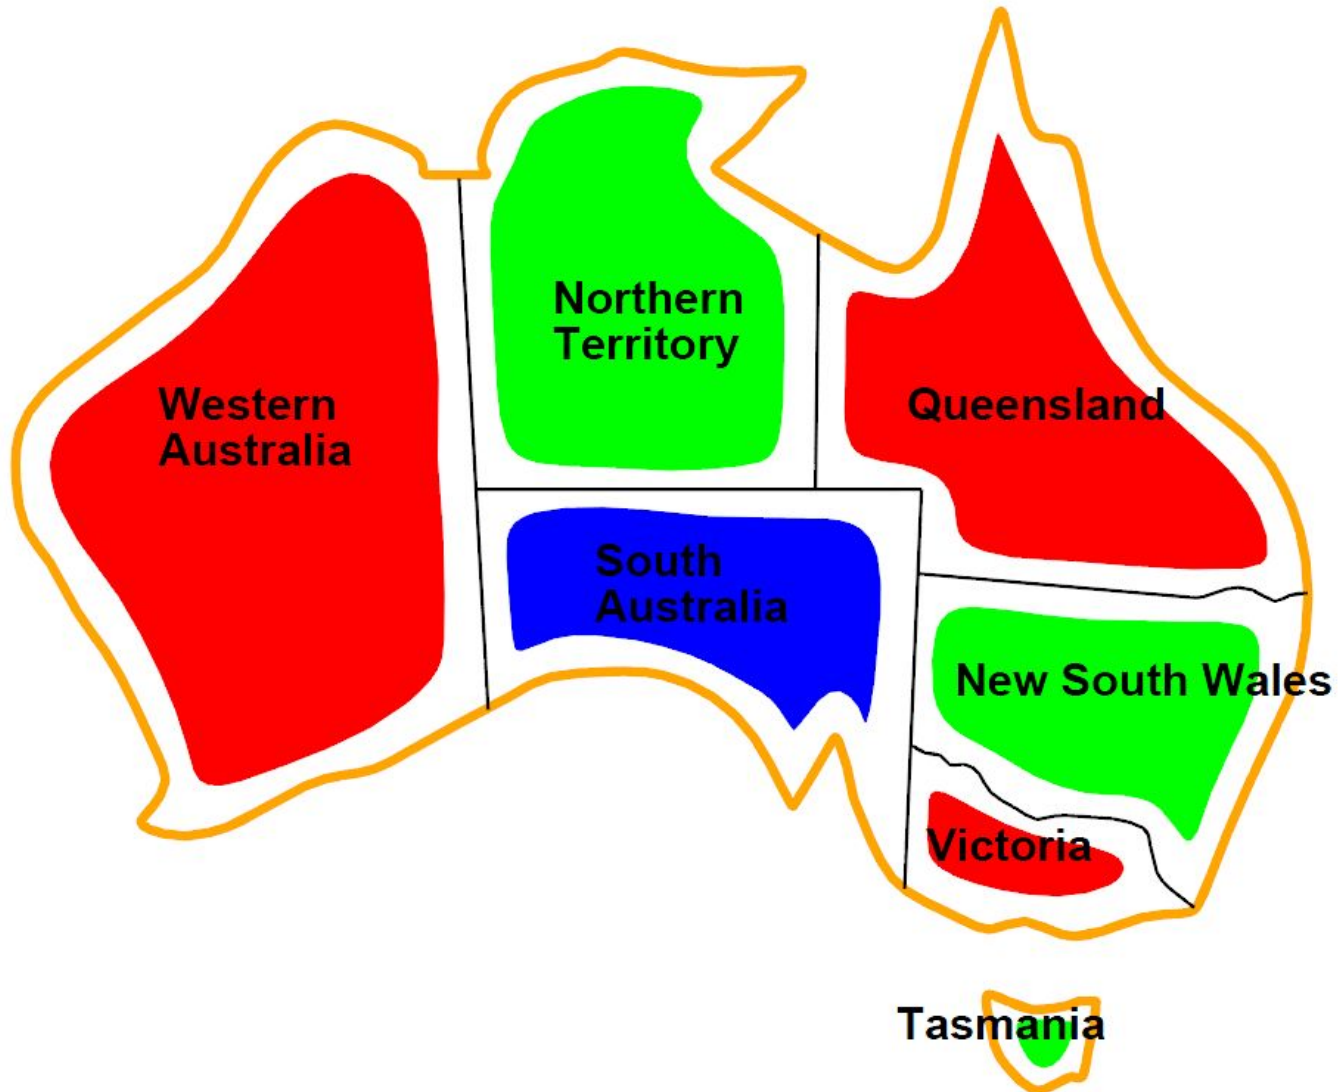 Northern
Territory
Western
Australia
Queensland
South
Australia
New South Wales
Victoria
Tasmania